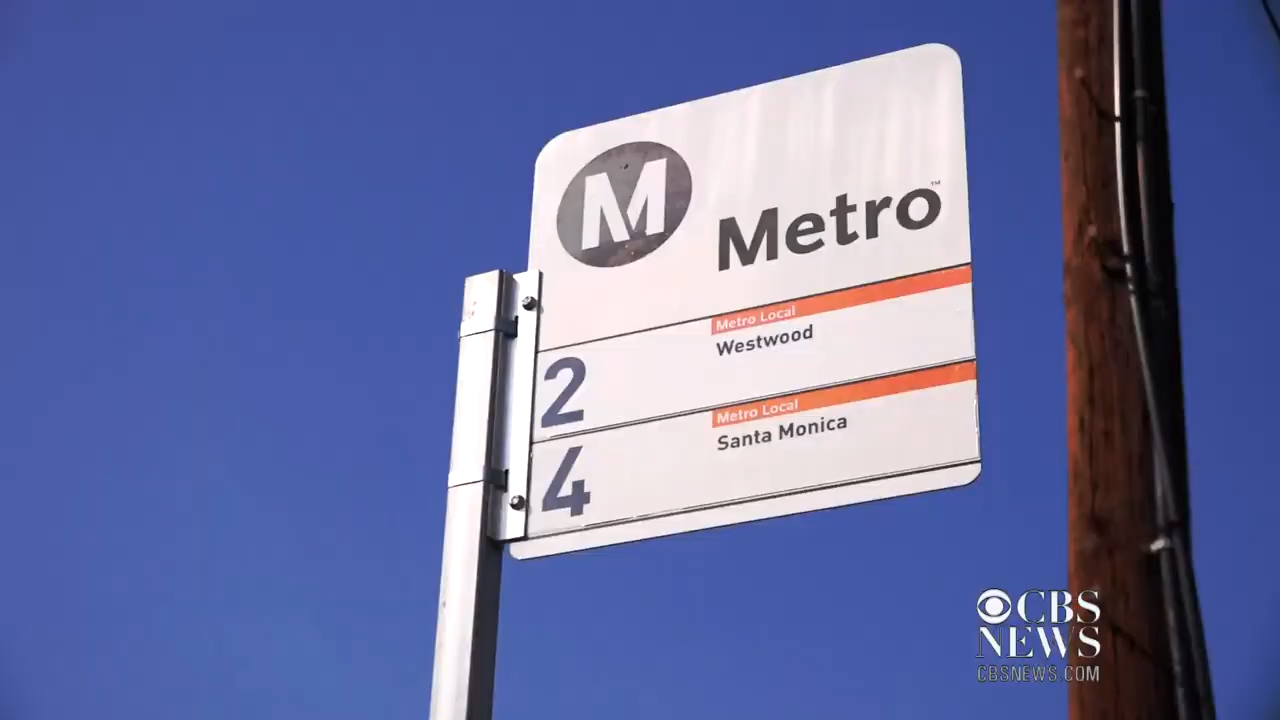 M
Metro™
Metro Local
Westwood
2
Metro Local
Santa Monica
4
CBS
NEWS
CBSNEWS.COM